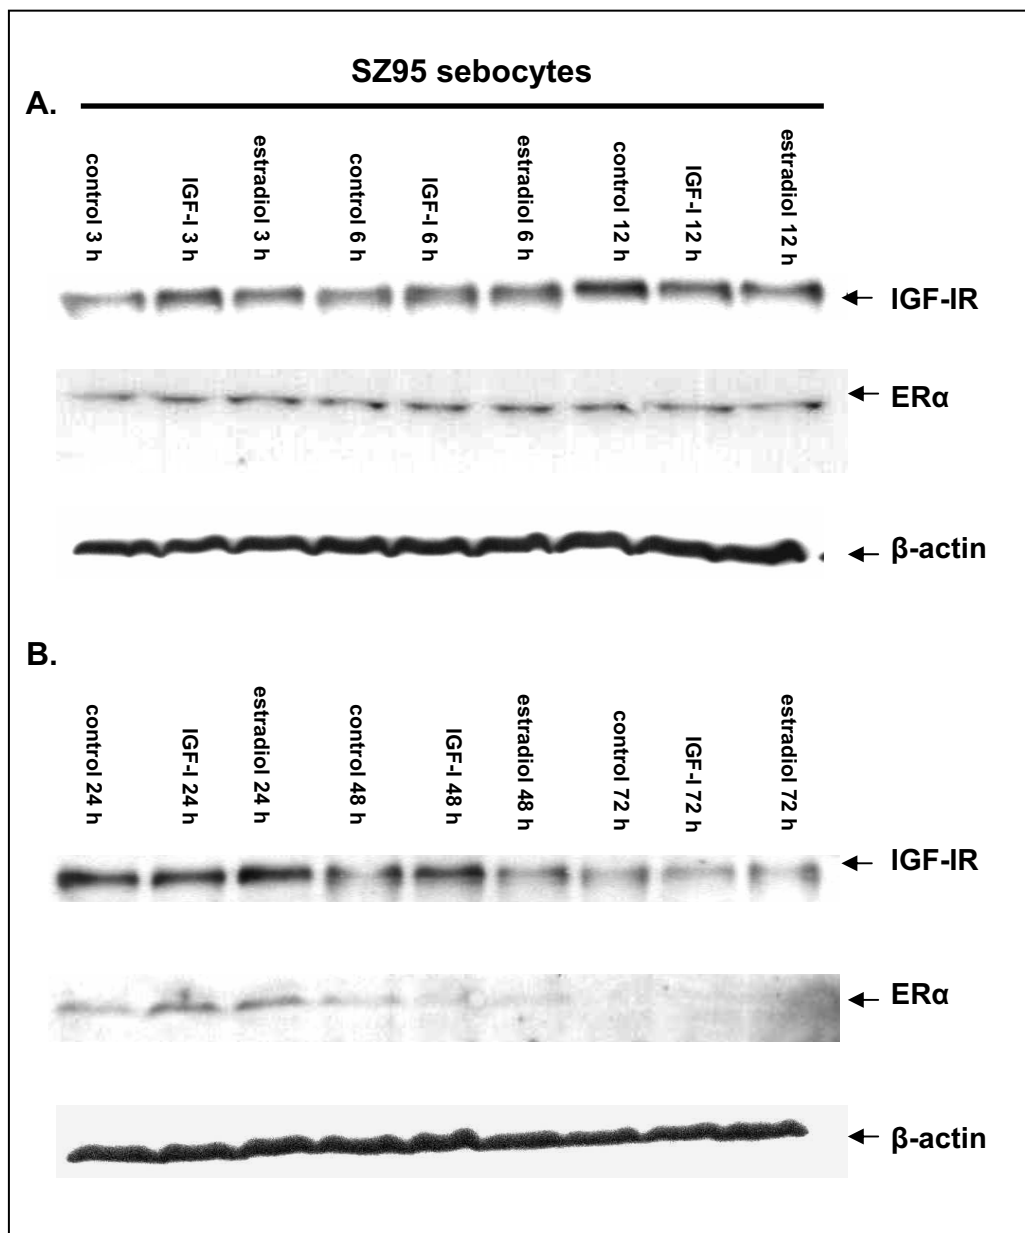 SZ95 sebocytes
A.
control 3 h
IGF-I 3 h
estradiol 3 h
control 6 h
IGF-I 6 h
estradiol 6 h
control 12 h
IGF-I 12 h
estradiol 12 h
IGF-IR
ERα
β-actin
B.
control 24 h
IGF-I 24 h
estradiol 24 h
control 48 h
IGF-I 48 h
estradiol 48 h
control 72 h
IGF-I 72 h
estradiol 72 h
IGF-IR
ERα
β-actin